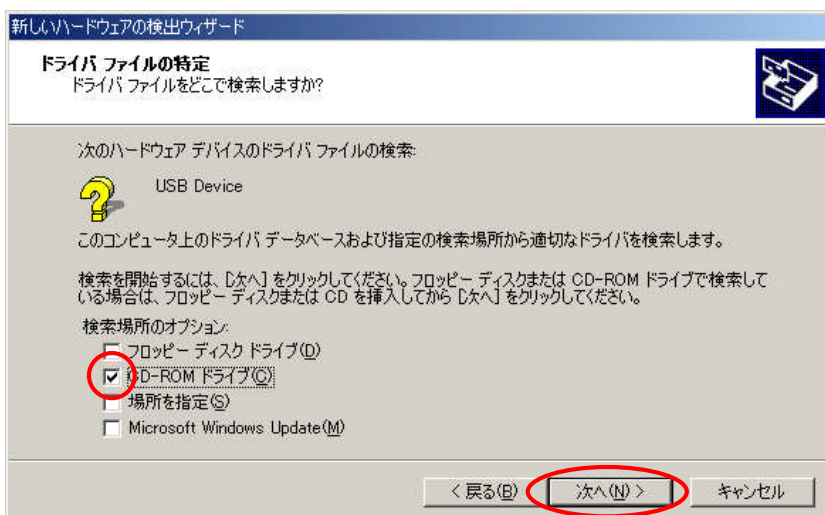 新しいハードウェアの検出ウィザード
ドライバ ファイルの特定
ドライバ ファイルをどこで検索しますか?
次のハードウェア デバイスのドライバ ファイルの検索:
USB Device
このコンピュータ上のドライバ データベースおよび指定の検索場所から適切なドライバを検索します。
検索を開始するには、[次へ] をクリックしてください。フロッピー ディスクまたは CD-ROM ドライブで検索して
いる場合は、フロッピー ディスクまたは CD を挿入してから [次へ] をクリックしてください。
検索場所のオプション:
フロッピー ディスク ドライブ(D)
CD-ROM ドライブ(C)
場所を指定(S)
Microsoft Windows Update(M)
< 戻る(B) 次へ(N) > キャンセル